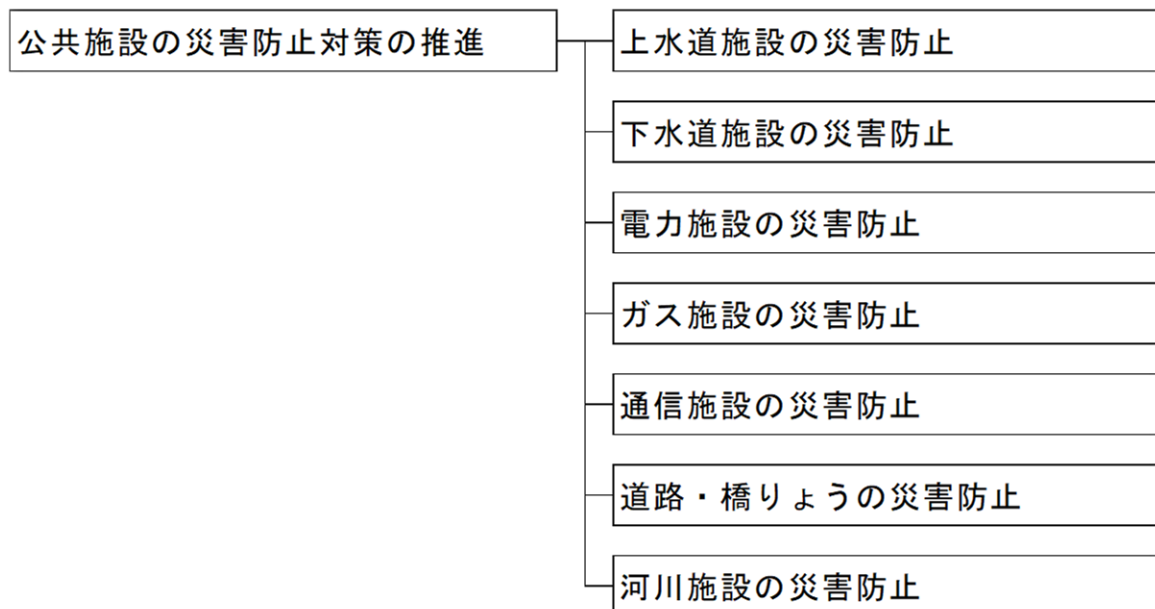 公共施設の災害防止対策の推進
上水道施設の災害防止
下水道施設の災害防止
電力施設の災害防止
ガス施設の災害防止
通信施設の災害防止
道路・橋りょうの災害防止
河川施設の災害防止